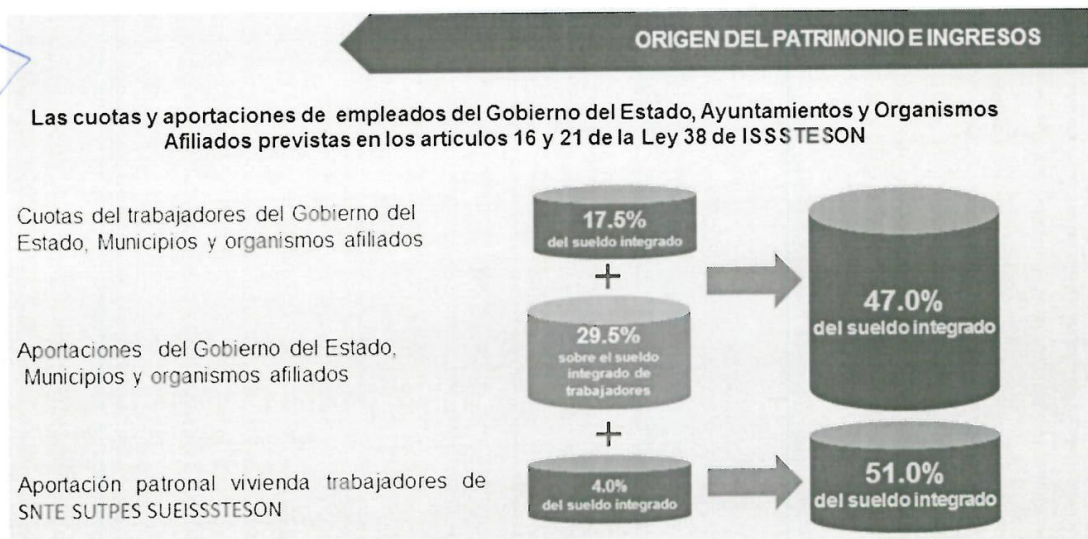 ORIGEN DEL PATRIMONIO E INGRESOS
Las cuotas y aportaciones de empleados del Gobierno del Estado, Ayuntamientos y Organismos
Afiliados previstas en los articulos 16 y 21 de la Ley 38 de ISSSTESON
Cuotas del trabajadores del Gobierno del
Estado, Municipios y organismos afiliados
17.5%
del sueldo integrado
+
47.0%
del sueldo integrado
Aportaciones del Gobierno del Estado,
Municipios y organismos afiliados
29.5%
sobre el sueldo
integrado de
trabajadores
+
Aportación patronal vivienda trabajadores de
SNTE SUTPES SUEISSSTESON
4.0%
del sueldo integrado
51.0%
del sueldo integrado